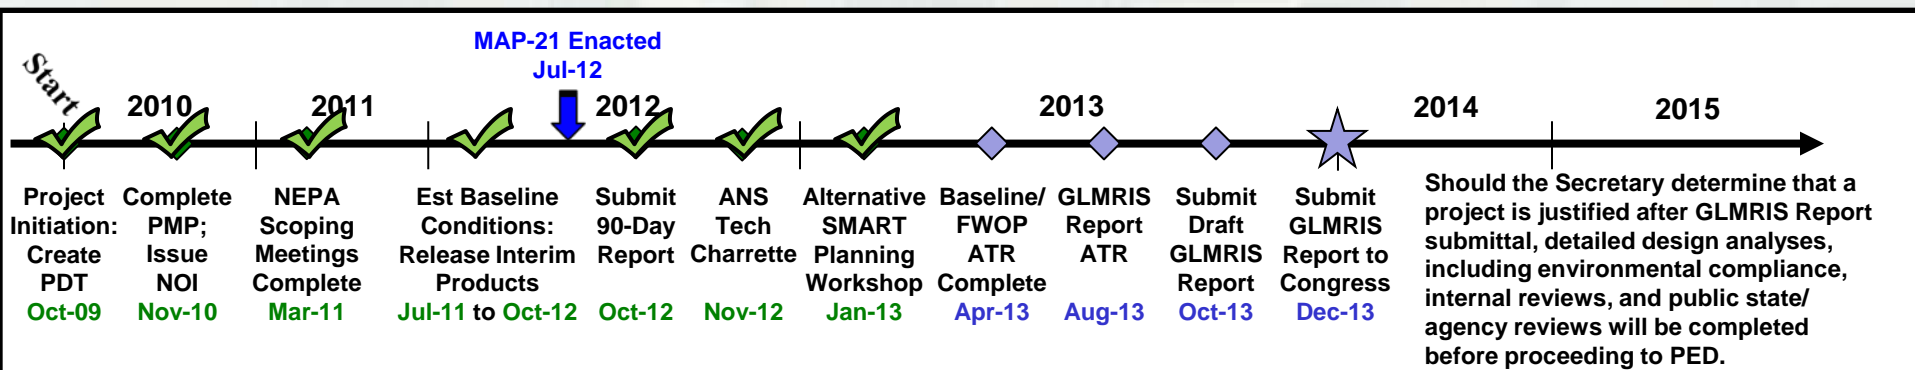 MAP-21 Enacted
Jul-12
Start
2010
2011
2012
2013
2014
2015
Project
Initiation:
Create
PDT
Oct-09
Complete
PMP;
Issue
NOI
Nov-10
NEPA
Scoping
Meetings
Complete
Mar-11
Est Baseline
Conditions:
Release Interim
Products
Jul-11 to Oct-12
Submit
90-Day
Report
Oct-12
ANS
Tech
Charrette
Nov-12
Alternative
SMART
Planning
Workshop
Jan-13
Baseline/
FWOP
ATR
Complete
Apr-13
GLMRIS
Report
ATR
Aug-13
Submit
Draft
GLMRIS
Report
Oct-13
Submit
GLMRIS
Report to
Congress
Dec-13
Should the Secretary determine that a
project is justified after GLMRIS Report
submittal, detailed design analyses,
including environmental compliance,
internal reviews, and public state/
agency reviews will be completed
before proceeding to PED.